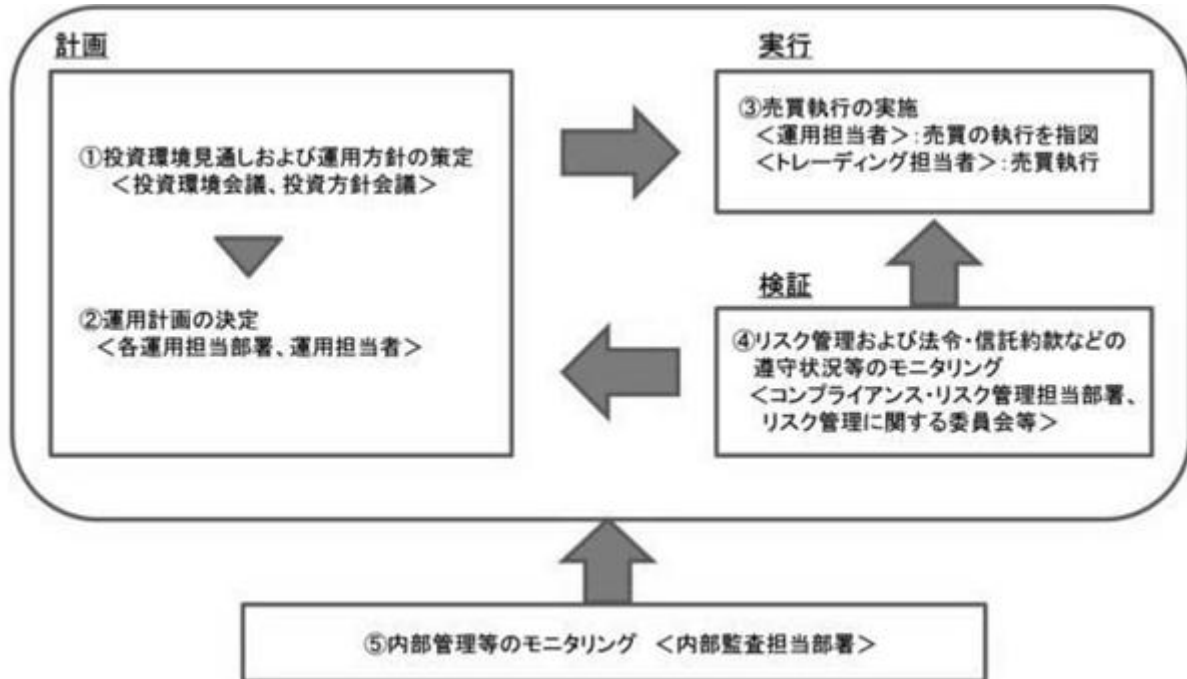 計画
①投資環境見通しおよび運用方針の策定
<投資環境会議、投資方針会議>
②運用計画の決定
<各運用担当部署、運用担当者>
実行
③売買執行の実施
<運用担当者>:売買の執行を指図
<トレーディング担当者>:売買執行
検証
④リスク管理および法令・信託約款などの
遵守状況等のモニタリング
<コンプライアンス・リスク管理担当部署、
リスク管理に関する委員会等>
⑤内部管理等のモニタリング <内部監査担当部署>